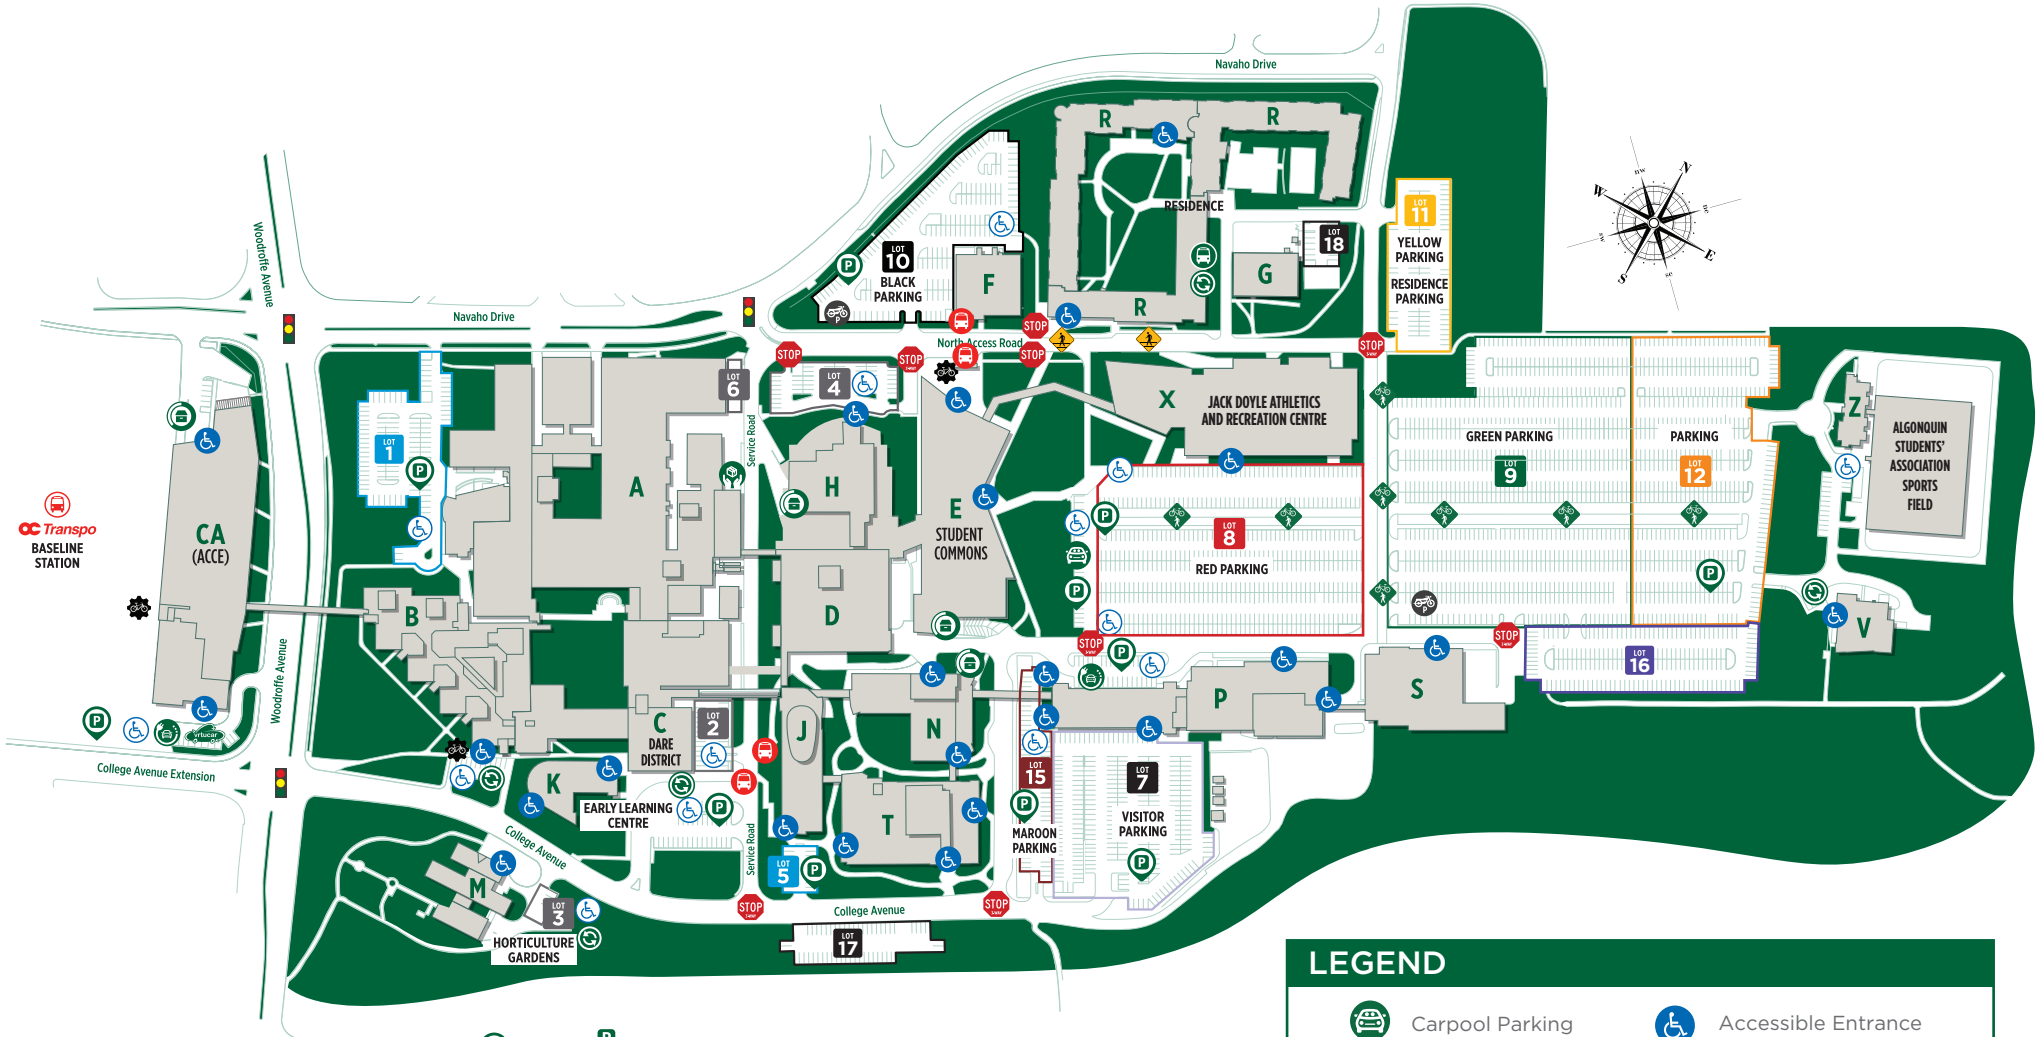 Navaho Drive
R
R
N
nw
W
ne
sw
E
se
S
Woodroffe Avenue
RESIDENCE
LOT
11
YELLOW
PARKING
RESIDENCE
PARKING
LOT
18
LOT
10
BLACK
PARKING
P
P
F
G
R
Navaho Drive
STOP
North Access Road
STOP
STOP
STOP
STOP
LOT
6
LOT
4
X
JACK DOYLE ATHLETICS
AND RECREATION CENTRE
GREEN PARKING
LOT
9
PARKING
LOT
12
Z
ALGONQUIN
STUDENTS'
ASSOCIATION
SPORTS
FIELD
LOT
1
P
Service Road
A
H
E
STUDENT
COMMONS
P
LOT
8
RED PARKING
P
P
P
OC Transpo
BASELINE
STATION
CA
(ACCE)
B
D
STOP
P
STOP
LOT
16
V
Woodroffe Avenue
C
DARE
DISTRICT
LOT
2
J
N
P
S
P
vrtucar
College Avenue Extension
K
EARLY LEARNING
CENTRE
P
LOT
15
P
MAROON
PARKING
LOT
7
VISITOR
PARKING
P
T
College Avenue
Service Road
LOT
5
P
M
LOT
3
HORTICULTURE
GARDENS
STOP
College Avenue
STOP
LOT
17
LEGEND
Carpool Parking
Accessible Entrance